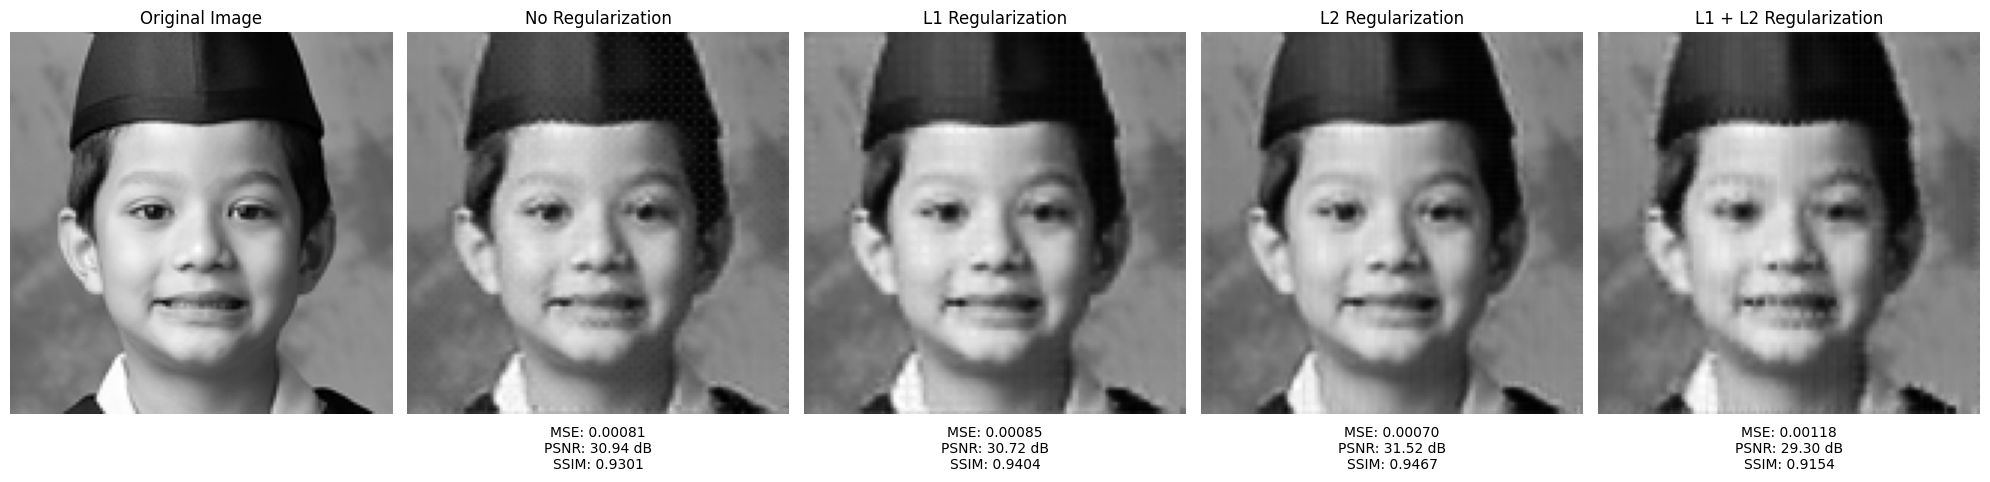 Original Image
No Regularization
L1 Regularization
L2 Regularization
L1 + L2 Regularization
MSE: 0.00081
PSNR: 30.94 dB
SSIM: 0.9301
MSE: 0.00085
PSNR: 30.72 dB
SSIM: 0.9404
MSE: 0.00070
PSNR: 31.52 dB
SSIM: 0.9467
MSE: 0.00118
PSNR: 29.30 dB
SSIM: 0.9154